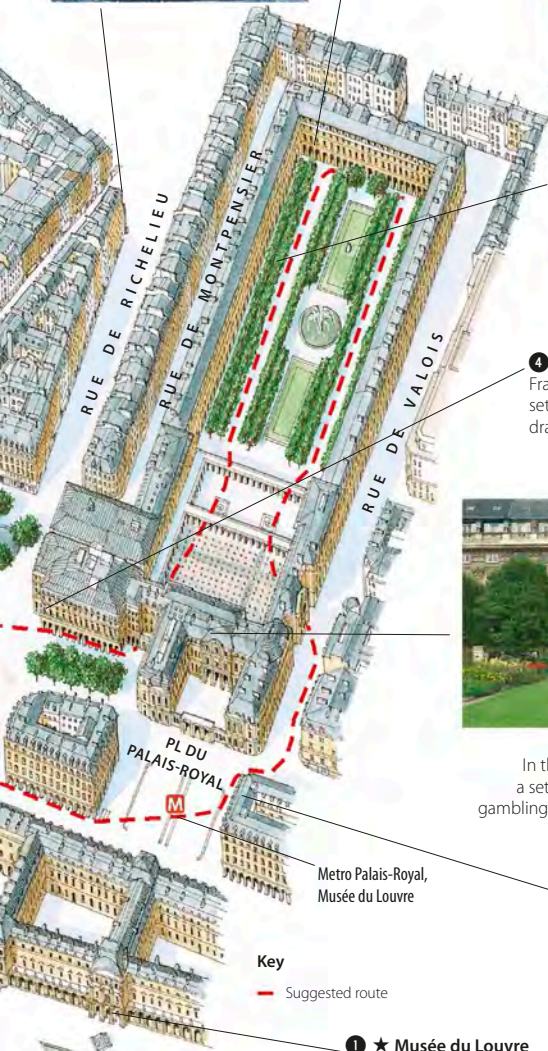 RUE DE RICHELIEU
RUE DE MONTPENSIER
RUE DE VALOIS
4
Fra
set
dra
PL DU
PALAIS-ROYAL
M
In th
a set
gambling
Metro Palais-Royal,
Musée du Louvre
Key
Suggested route
1 ★ Musée du Louvre